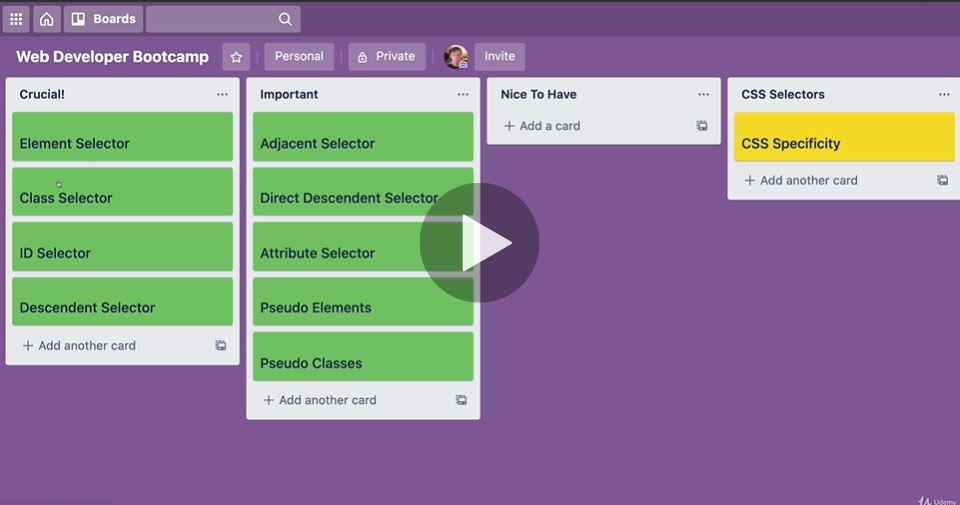 Boards
Web Developer Bootcamp
Personal
Private
Invite
Crucial!
Element Selector
Class Selector
ID Selector
Descendent Selector
+ Add another card
Important
Adjacent Selector
Direct Descendent Selector
Attribute Selector
Pseudo Elements
Pseudo Classes
+ Add another card
Nice To Have
+ Add a card
CSS Selectors
CSS Specificity
+ Add another card
Udemy